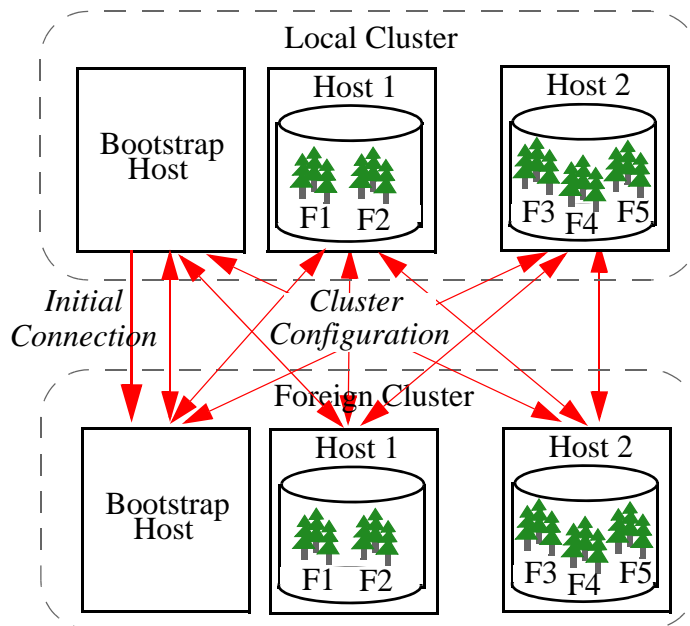 Local Cluster
Host 1
Host 2
Bootstrap
Host
F1 F2
F3 F4 F5
Initial
Connection
Cluster
Configuration
Foreign Cluster
Host 1
Host 2
Bootstrap
Host
F1 F2
F3 F4 F5